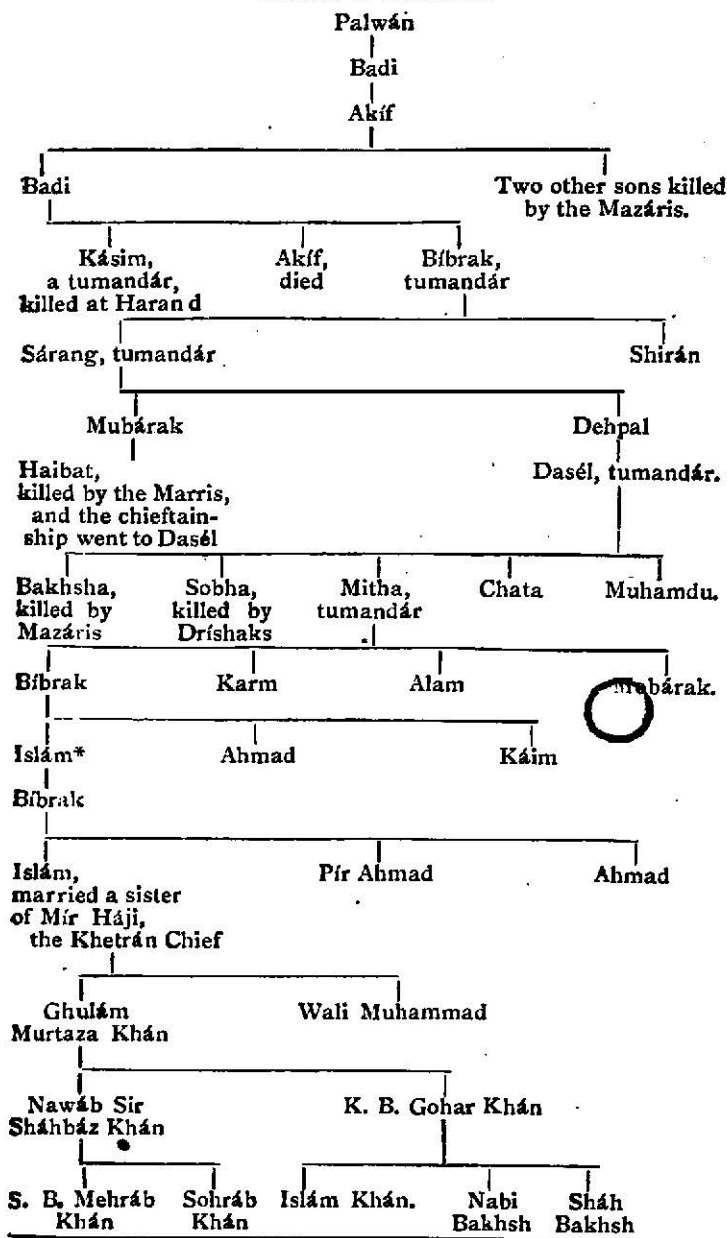 Palwán
Badi
Akíf
Badi
Two other sons killed
by the Mazáris.
Kásim,
a tumandár,
killed at Harand
Akíf,
died
Bíbrak,
tumandár
Sárang, tumandár
Shirán
Mubárak
Dehpal
Haibat,
killed by the Marris,
and the chieftain-
ship went to Dasél
Dasél, tumandár.
Bakhsha,
killed by
Mazáris
Sobha,
killed by
Dríshaks
Mitha,
tumandár
Chata
Muhamdu.
Bíbrak
Karm
Alam
Mubárak.
Islám*
Ahmad
Káim
Bíbrak
Islám,
married a sister
of Mír Háji,
the Khetrán Chief
Pír Ahmad
Ahmad
Ghulám
Murtaza Khán
Wali Muhammad
Nawáb Sir
Sháhbáz Khán
K. B. Gohar Khán
S. B. Mehráb
Khán
Sohráb
Khán
Islám Khán.
Nabi
Bakhsh
Sháh
Bakhsh